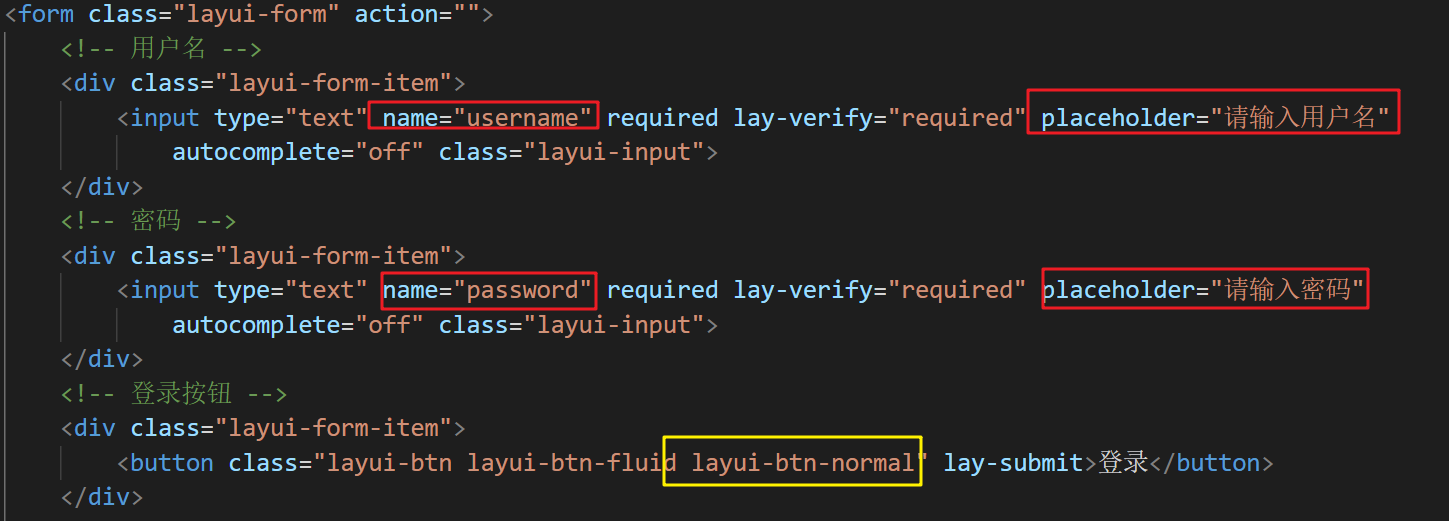 <form class="layui-form" action="">
<!-- 用户名 -->
<div class="layui-form-item">
<input type="text" name="username" required lay-verify="required" placeholder="请输入用户名"
autocomplete="off" class="layui-input">
</div>
<!-- 密码 -->
<div class="layui-form-item">
<input type="text" name="password" required lay-verify="required" placeholder="请输入密码"
autocomplete="off" class="layui-input">
</div>
<!-- 登录按钮 -->
<div class="layui-form-item">
<button class="layui-btn layui-btn-fluid layui-btn-normal" lay-submit>登录</button>
</div>